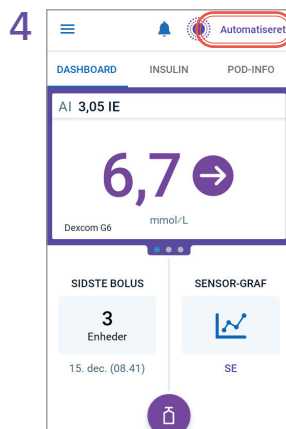 4
Automatiseret
DASHBOARD INSULIN POD-INFO
AI 3,05 IE
6,7
mmol/L
Dexcom G6
SIDSTE BOLUS SENSOR-GRAF
3
Enheder
15. dec. (08.41) SE